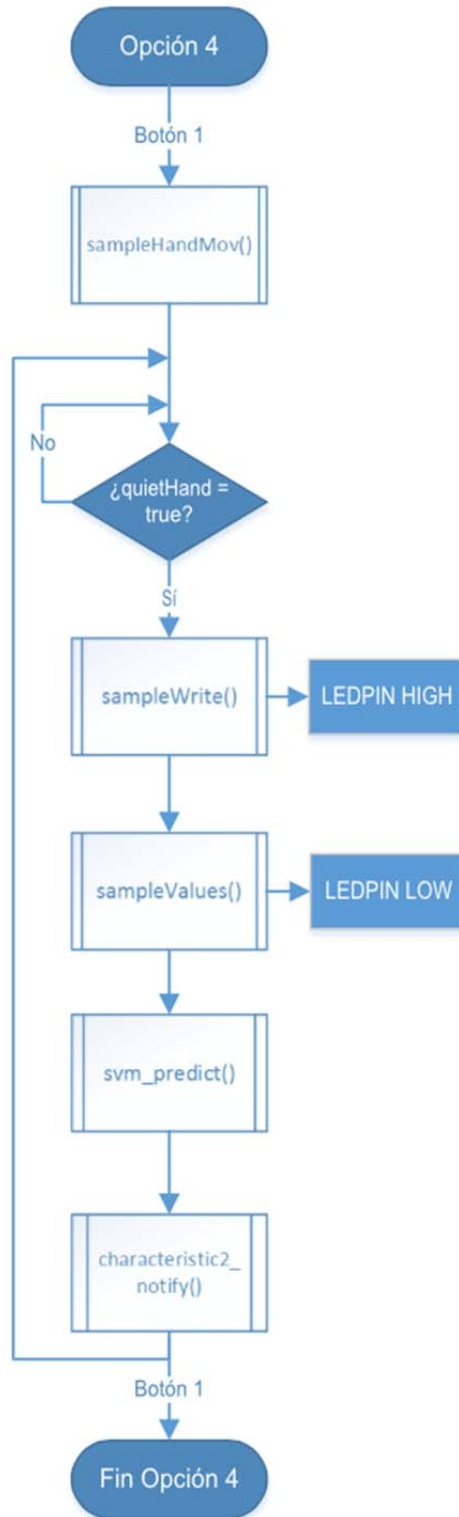 Opción 4
Botón 1
sampleHandMov()
No
¿quietHand =
true?
Sí
sampleWrite()
LEDPIN HIGH
sampleValues()
LEDPIN LOW
svm_predict()
characteristic2_
notify()
Botón 1
Fin Opción 4